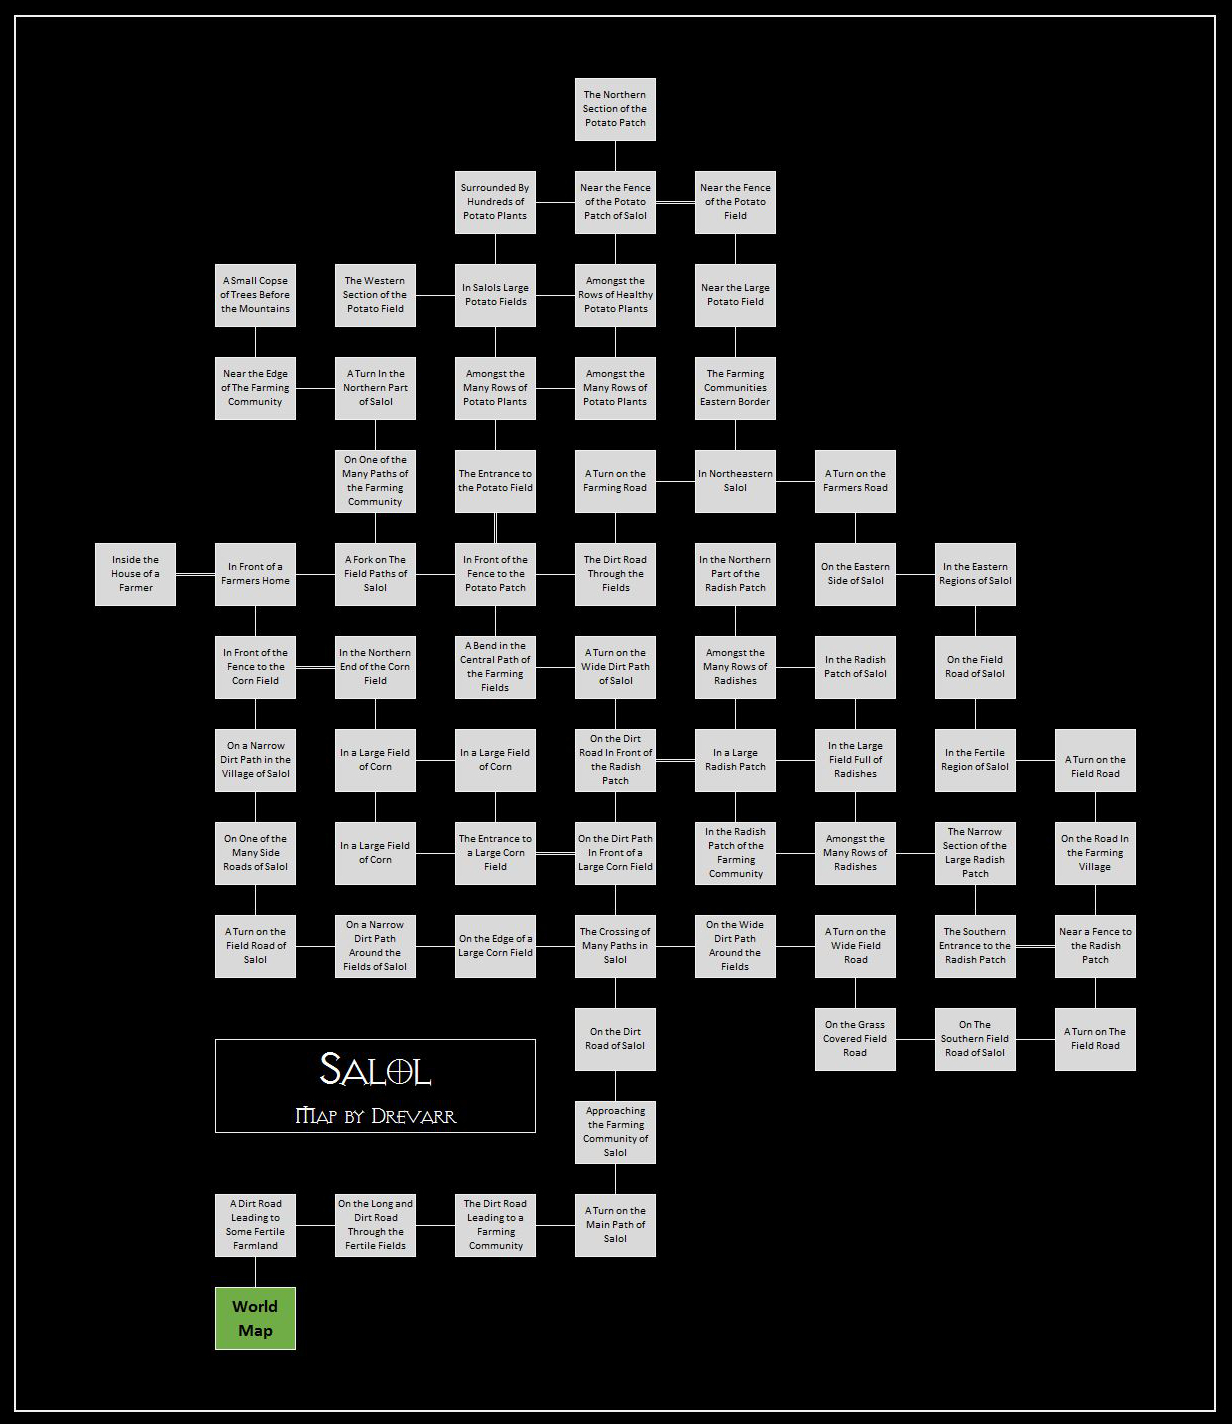 The Northern
Section of the
Potato Patch
Surrounded By
Hundreds of
Potato Plants
Near the Fence
of the Potato
Patch of Salol
Near the Fence
of the Potato
Field
A Small Copse
of Trees Before
the Mountains
The Western
Section of the
Potato Field
In Salols Large
Potato Fields
Amongst the
Rows of Healthy
Potato Plants
Near the Large
Potato Field
Near the Edge
of The Farming
Community
A Turn In the
Northern Part
of Salol
Amongst the
Many Rows of
Potato Plants
Amongst the
Many Rows of
Potato Plants
The Farming
Communities
Eastern Border
On One of the
Many Paths of
the Farming
Community
The Entrance to
the Potato Field
A Turn on the
Farming Road
In Northeastern
Salol
A Turn on the
Farmers Road
Inside the
House of a
Farmer
In Front of a
Farmers Home
A Fork on The
Field Paths of
Salol
In Front of the
Fence to the
Potato Patch
The Dirt Road
Through the
Fields
In the Northern
Part of the
Radish Patch
On the Eastern
Side of Salol
In the Eastern
Regions of Salol
In Front of the
Fence to the
Corn Field
In the Northern
End of the Corn
Field
A Bend in the
Central Path of
the Farming
Fields
A Turn on the
Wide Dirt Path
of Salol
Amongst the
Many Rows of
Radishes
In the Radish
Patch of Salol
On the Field
Road of Salol
On a Narrow
Dirt Path in the
Village of Salol
In a Large Field
of Corn
In a Large Field
of Corn
On the Dirt
Road In Front of
the Radish
Patch
In a Large
Radish Patch
In the Large
Field Full of
Radishes
In the Fertile
Region of Salol
A Turn on the
Field Road
On One of the
Many Side
Roads of Salol
In a Large Field
of Corn
The Entrance to
a Large Corn
Field
On the Dirt Path
In Front of a
Large Corn Field
In the Radish
Patch of the
Farming
Community
Amongst the
Many Rows of
Radishes
The Narrow
Section of the
Large Radish
Patch
On the Road In
the Farming
Village
A Turn on the
Field Road of
Salol
On a Narrow
Dirt Path
Around the
Fields of Salol
On the Edge of a
Large Corn Field
The Crossing of
Many Paths in
Salol
On the Wide
Dirt Path
Around the
Fields
A Turn on the
Wide Field
Road
The Southern
Entrance to the
Radish Patch
Near a Fence to
the Radish
Patch
On the Dirt
Road of Salol
On the Grass
Covered Field
Road
On The
Southern Field
Road of Salol
A Turn on The
Field Road
Salol
Map by Drevarr
Approaching
the Farming
Community of
Salol
A Dirt Road
Leading to
Some Fertile
Farmland
On the Long and
Dirt Road
Through the
Fertile Fields
The Dirt Road
Leading to a
Farming
Community
A Turn on the
Main Path of
Salol
World
Map